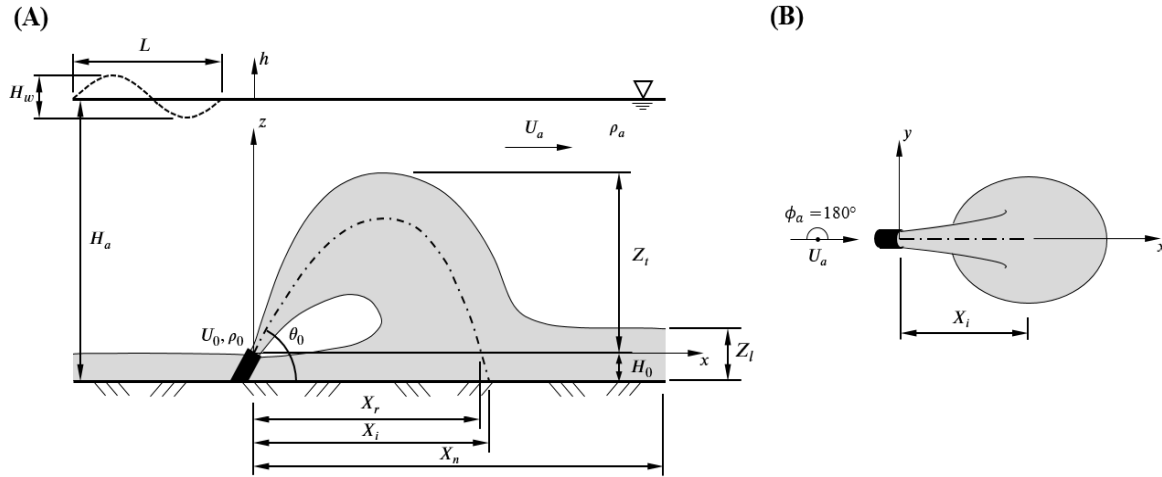 (A)
(B)
L
h
H_w
z
U_a
ρ_a
y
ϕ_a = 180°
H_a
Z_t
U_a
x
U_0, ρ_0
θ_0
X_i
x
H_0
Z_l
X_r
X_i
X_n